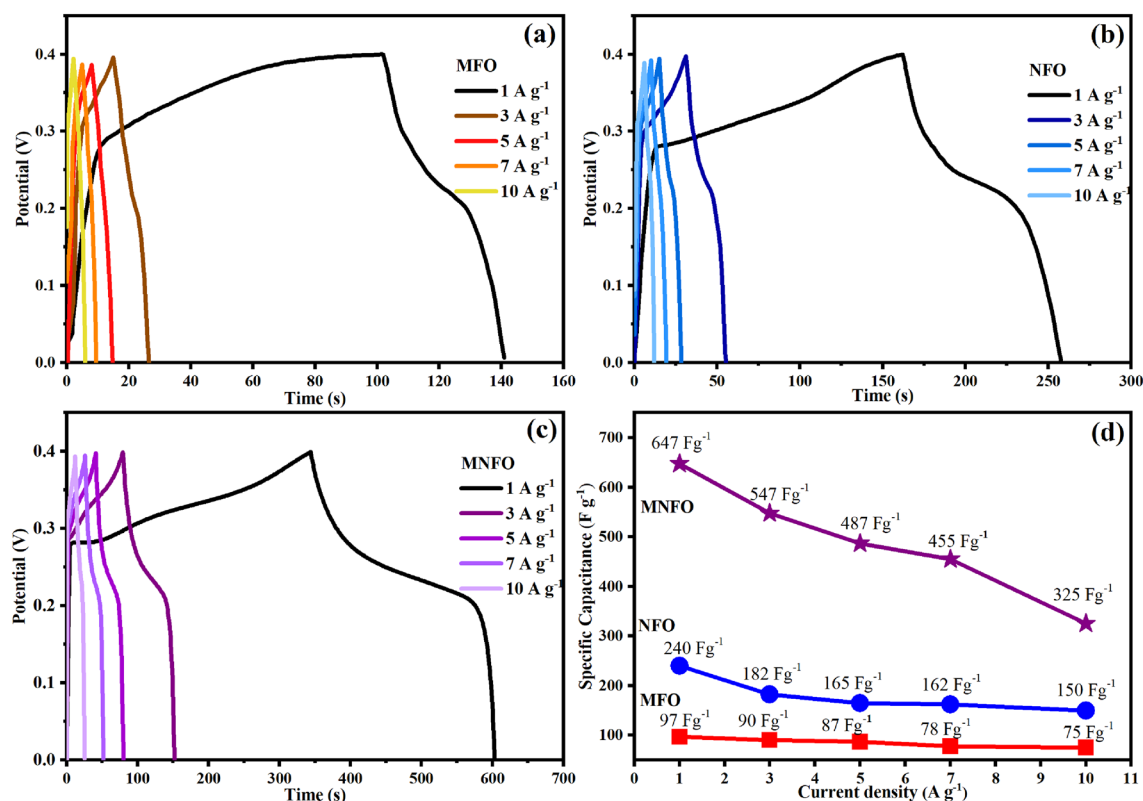 (a)
MFO
1 A g⁻¹
3 A g⁻¹
5 A g⁻¹
7 A g⁻¹
10 A g⁻¹
0.4
0.3
0.2
0.1
0.0
Potential (V)
0 20 40 60 80 100 120 140 160
Time (s)
(b)
NFO
1 A g⁻¹
3 A g⁻¹
5 A g⁻¹
7 A g⁻¹
10 A g⁻¹
0.4
0.3
0.2
0.1
0.0
Potential (V)
0 50 100 150 200 250 300
Time (s)
(c)
MNFO
1 A g⁻¹
3 A g⁻¹
5 A g⁻¹
7 A g⁻¹
10 A g⁻¹
0.4
0.3
0.2
0.1
0.0
Potential (V)
0 100 200 300 400 500 600 700
Time (s)
(d)
700
600
500
400
300
200
100
Specific Capacitance (F g⁻¹)
647 Fg⁻¹
547 Fg⁻¹
487 Fg⁻¹
455 Fg⁻¹
325 Fg⁻¹
MNFO
NFO
240 Fg⁻¹
182 Fg⁻¹
165 Fg⁻¹
162 Fg⁻¹
150 Fg⁻¹
MFO
97 Fg⁻¹
90 Fg⁻¹
87 Fg⁻¹
78 Fg⁻¹
75 Fg⁻¹
0 1 2 3 4 5 6 7 8 9 10 11
Current density (A g⁻¹)